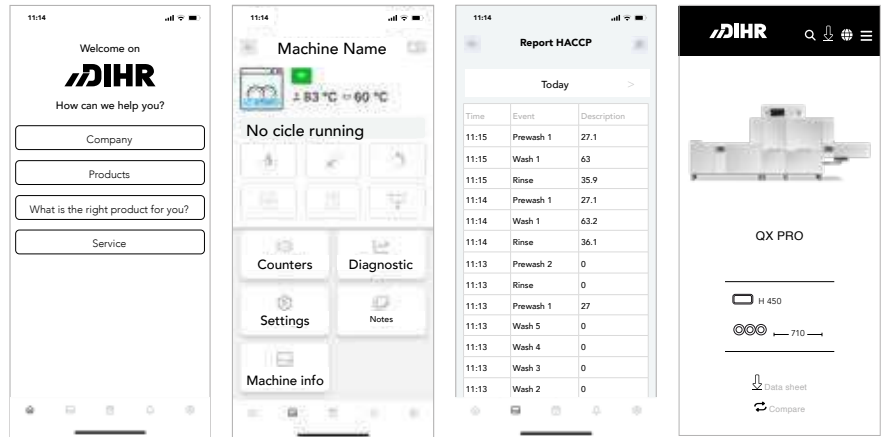 11:14
Welcome on
DIHR
How can we help you?
Company
Products
What is the right product for you?
Service
11:14
Machine Name
63 °C 60 °C
No cicle running
Counters
Diagnostic
Settings
Notes
Machine info
11:14
Report HACCP
Today >
Time Event Description
11:15 Prewash 1 27.1
11:15 Wash 1 63
11:15 Rinse 35.9
11:14 Prewash 1 27.1
11:14 Wash 1 63.2
11:14 Rinse 36.1
11:13 Prewash 2 0
11:13 Rinse 0
11:13 Prewash 1 27
11:13 Wash 5 0
11:13 Wash 4 0
11:13 Wash 3 0
11:13 Wash 2 0
DIHR
QX PRO
H 450
710
Data sheet
Compare